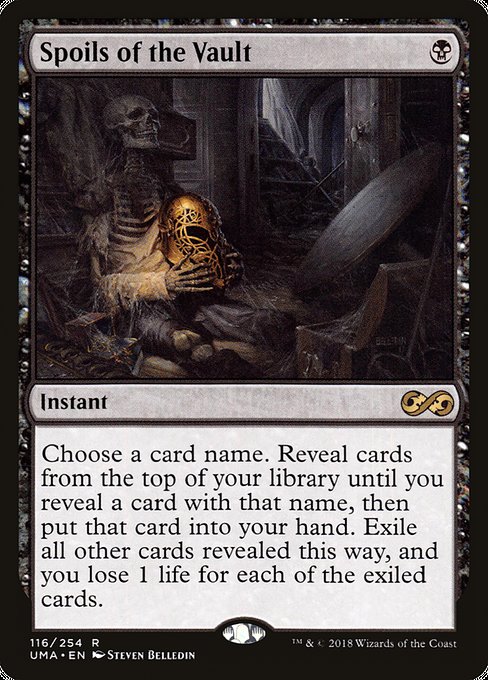 Spoils of the Vault
BELLEDIN
Instant
Choose a card name. Reveal cards
from the top of your library until you
reveal a card with that name, then
put that card into your hand. Exile
all other cards revealed this way, and
you lose 1 life for each of the exiled
cards.
116/254 R
™ & © 2018 Wizards of the Coast
UMA • EN Steven Belledin